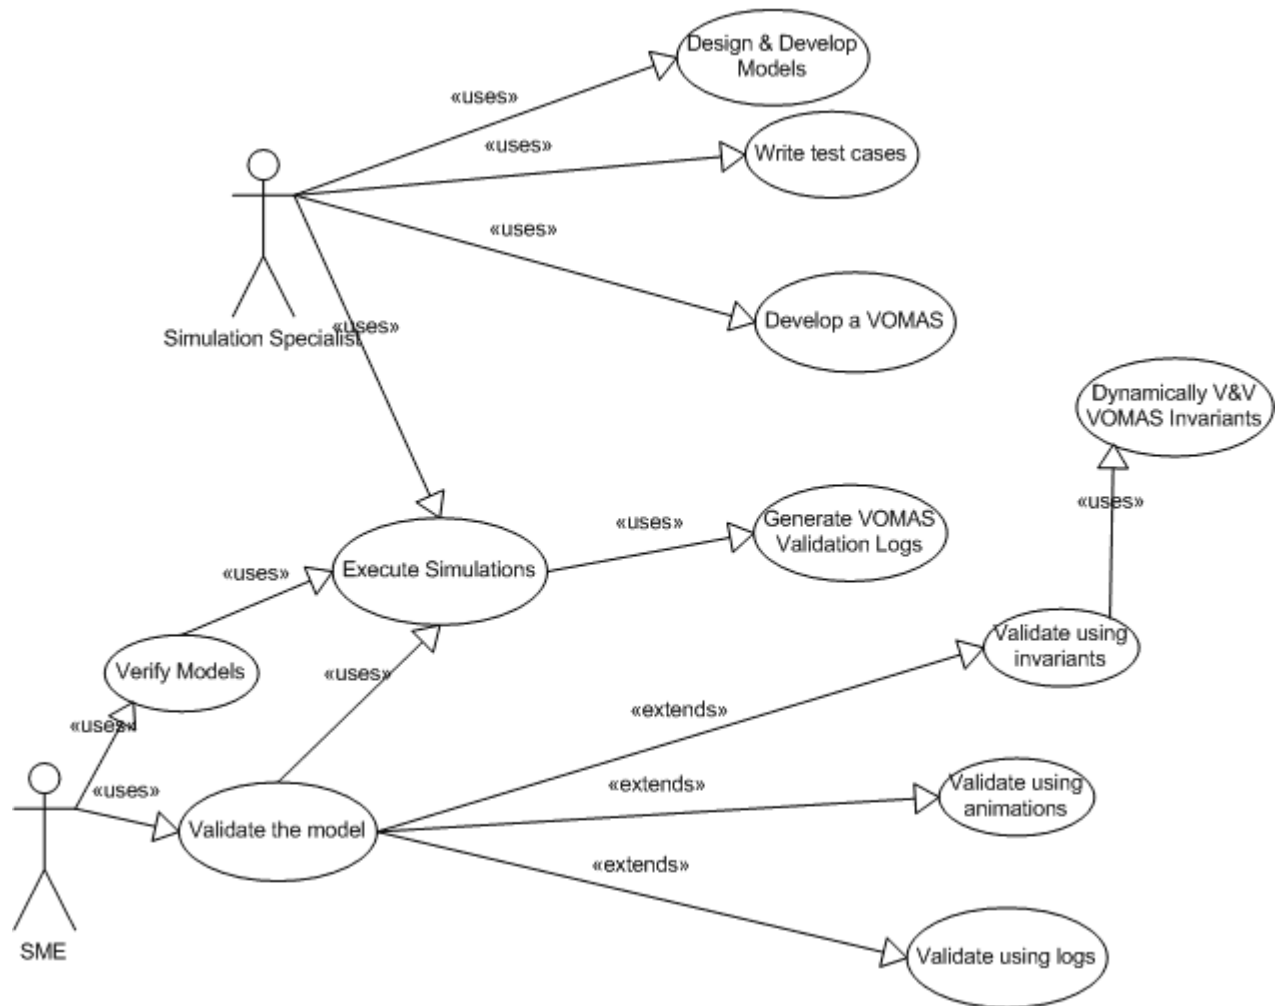 Design & Develop
Models
«uses»
«uses»
Write test cases
«uses»
Simulation Specialist
«uses»
Develop a VOMAS
Dynamically V&V
VOMAS Invariants
«uses»
Generate VOMAS
Validation Logs
«uses»
Execute Simulations
«uses»
Validate using
invariants
Verify Models
«uses»
«uses»
«extends»
«uses»
Validate the model
«extends»
Validate using
animations
«extends»
SME
Validate using logs